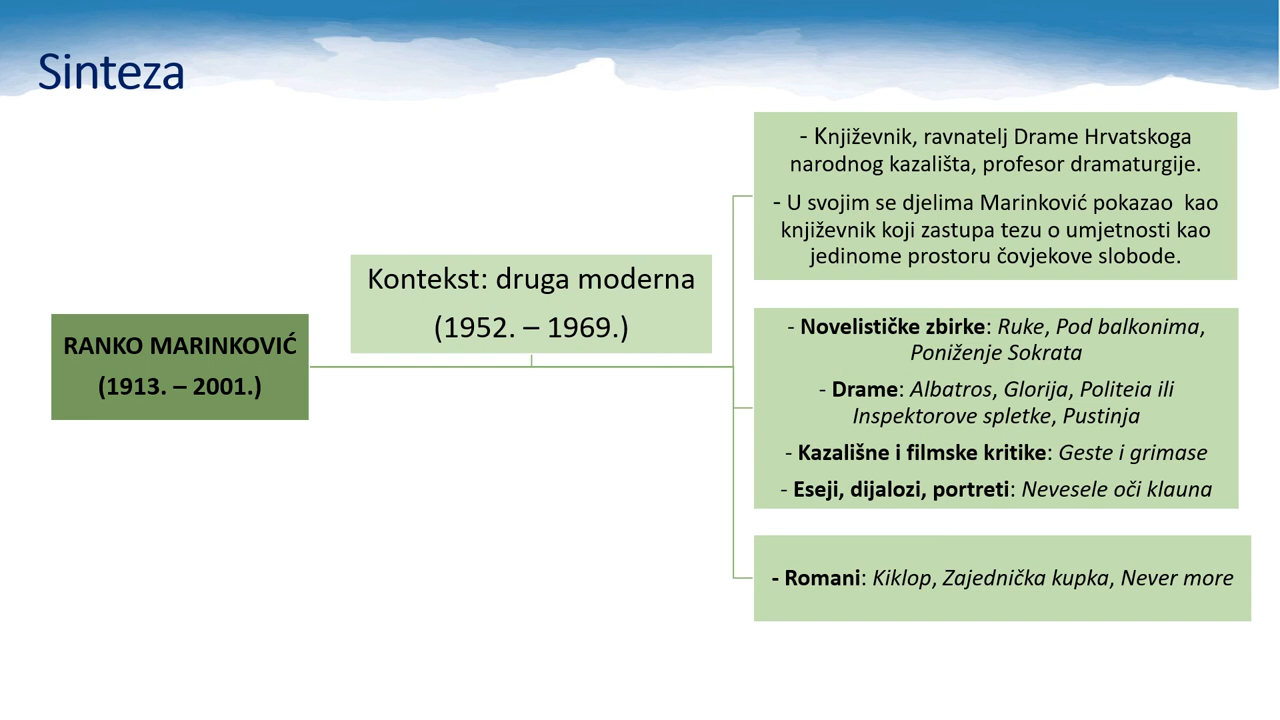 Sinteza
RANKO MARINKOVIĆ
(1913. – 2001.)
Kontekst: druga moderna
(1952. – 1969.)
- Književnik, ravnatelj Drame Hrvatskoga
narodnog kazališta, profesor dramaturgije.
- U svojim se djelima Marinković pokazao  kao
književnik koji zastupa tezu o umjetnosti kao
jedinome prostoru čovjekove slobode.
- Novelističke zbirke: Ruke, Pod balkonima,
Poniženje Sokrata
- Drame: Albatros, Glorija, Politeia ili
Inspektorove spletke, Pustinja
- Kazališne i filmske kritike: Geste i grimase
- Eseji, dijalozi, portreti: Nevesele oči klauna
- Romani: Kiklop, Zajednička kupka, Never more